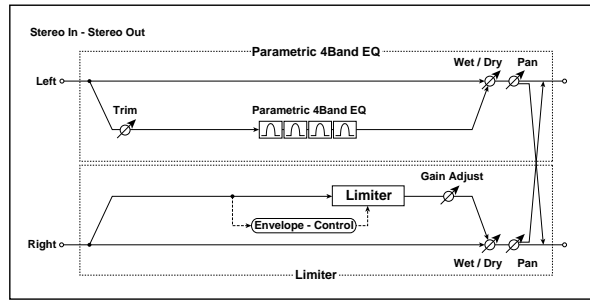 Stereo In - Stereo Out
Parametric 4Band EQ
Wet / Dry
Pan
Left
Trim
Parametric 4Band EQ
Gain Adjust
Limiter
Envelope - Control
Right
Wet / Dry
Pan
Limiter